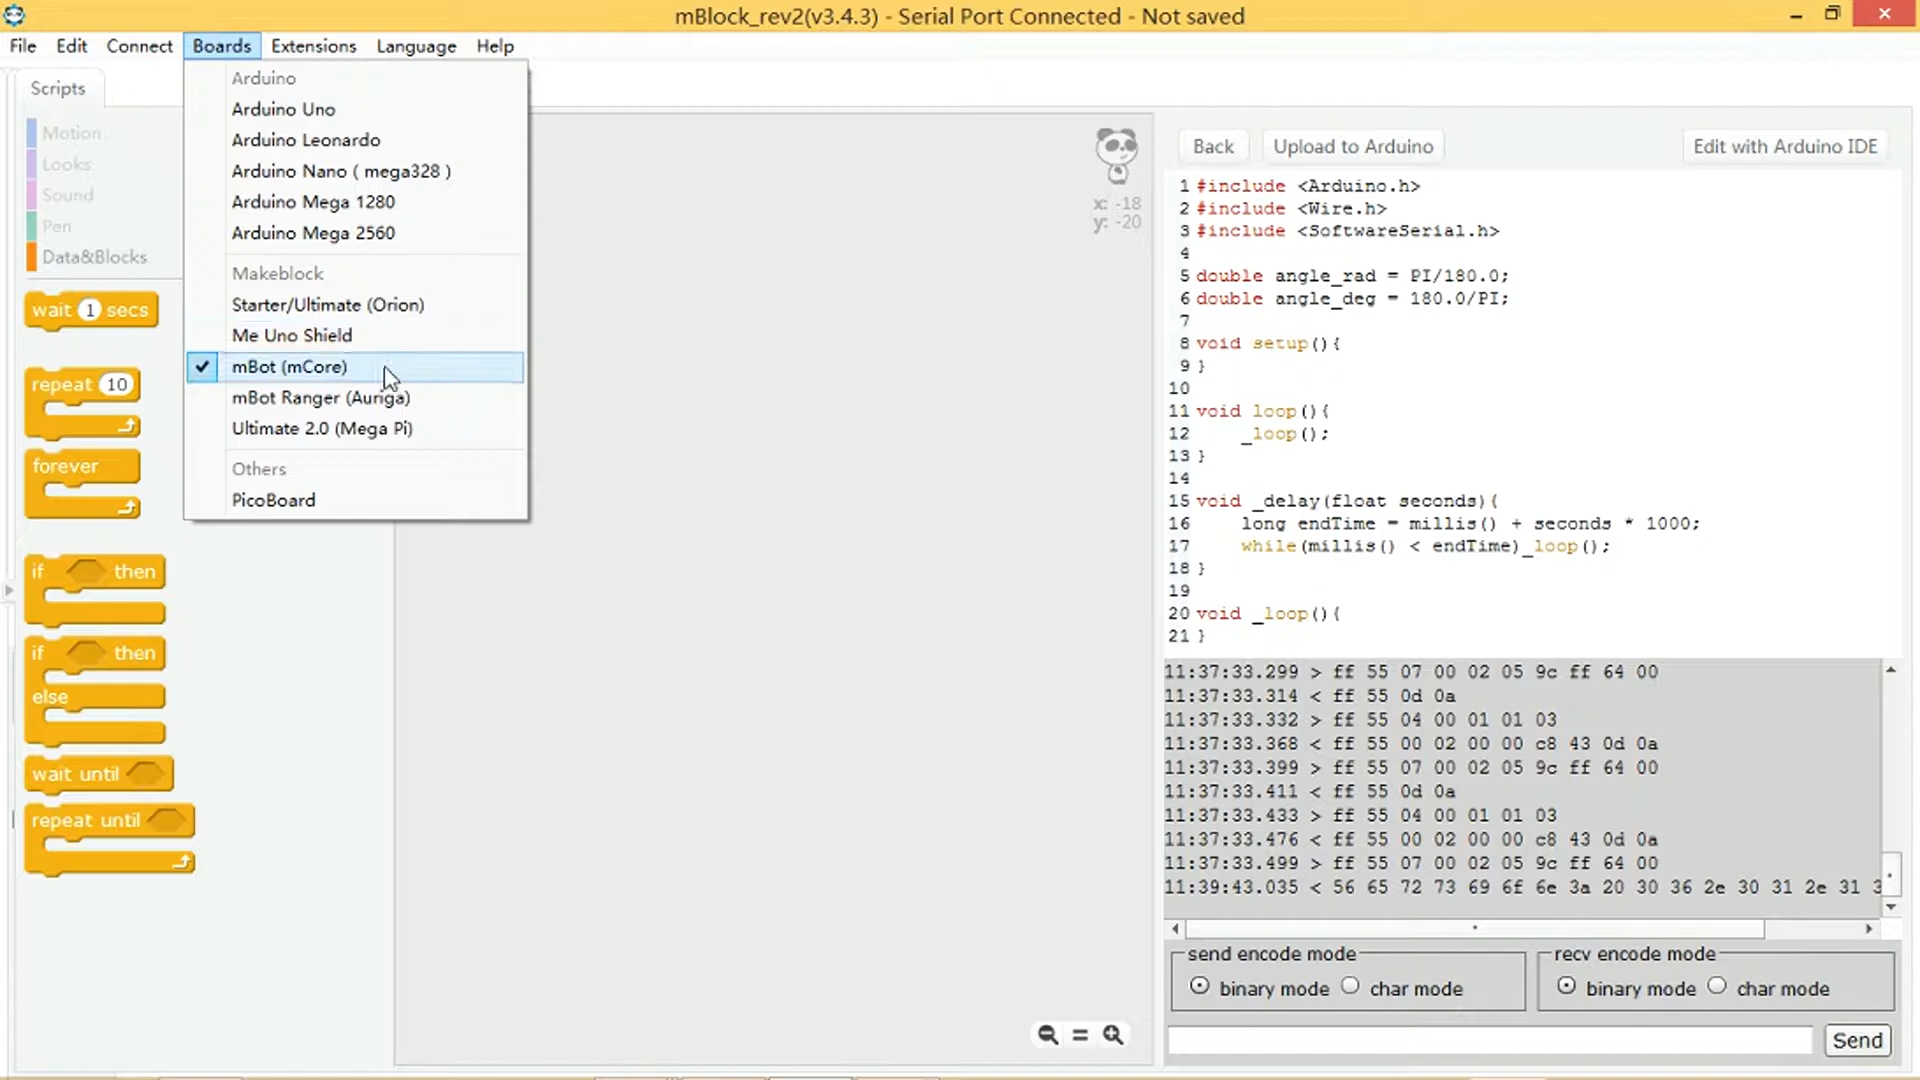 mBlock_rev2(v3.4.3) - Serial Port Connected - Not saved
File Edit Connect Boards Extensions Language Help
Scripts
Motion
Looks
Sound
Pen
Data&Blocks
wait 1 secs
repeat 10
forever
if then
if then
else
wait until
repeat until
Arduino
Arduino Uno
Arduino Leonardo
Arduino Nano ( mega328 )
Arduino Mega 1280
Arduino Mega 2560
Makeblock
Starter/Ultimate (Orion)
Me Uno Shield
mBot (mCore)
mBot Ranger (Auriga)
Ultimate 2.0 (Mega Pi)
Others
PicoBoard
x: -18
y: -20
Back Upload to Arduino Edit with Arduino IDE
1 #include <Arduino.h>
2 #include <Wire.h>
3 #include <SoftwareSerial.h>
4
5 double angle_rad = PI/180.0;
6 double angle_deg = 180.0/PI;
7
8 void setup(){
9 }
10
11 void loop(){
12 _loop();
13 }
14
15 void _delay(float seconds){
16 long endTime = millis() + seconds * 1000;
17 while(millis() < endTime)_loop();
18 }
19
20 void _loop(){
21 }
11:37:33.299 > ff 55 07 00 02 05 9c ff 64 00
11:37:33.314 < ff 55 0d 0a
11:37:33.332 > ff 55 04 00 01 01 03
11:37:33.368 < ff 55 00 02 00 00 c8 43 0d 0a
11:37:33.399 > ff 55 07 00 02 05 9c ff 64 00
11:37:33.411 < ff 55 0d 0a
11:37:33.433 > ff 55 04 00 01 01 03
11:37:33.476 < ff 55 00 02 00 00 c8 43 0d 0a
11:37:33.499 > ff 55 07 00 02 05 9c ff 64 00
11:39:43.035 < 56 65 72 73 69 6f 6e 3a 20 30 36 2e 30 31 2e 31
send encode mode
binary mode char mode
recv encode mode
binary mode char mode
Send